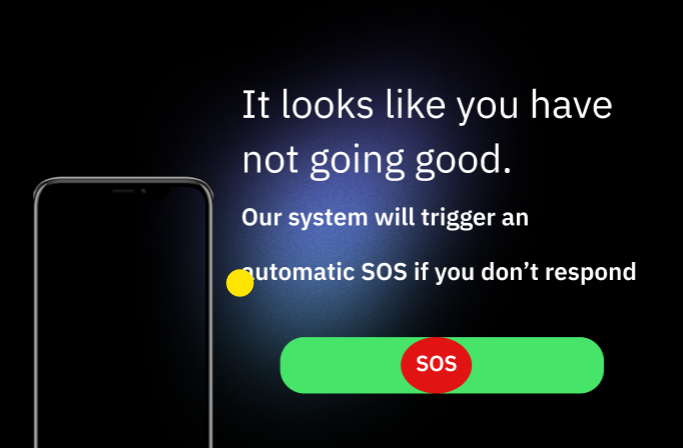 It looks like you have
not going good.
Our system will trigger an
automatic SOS if you don’t respond
SOS